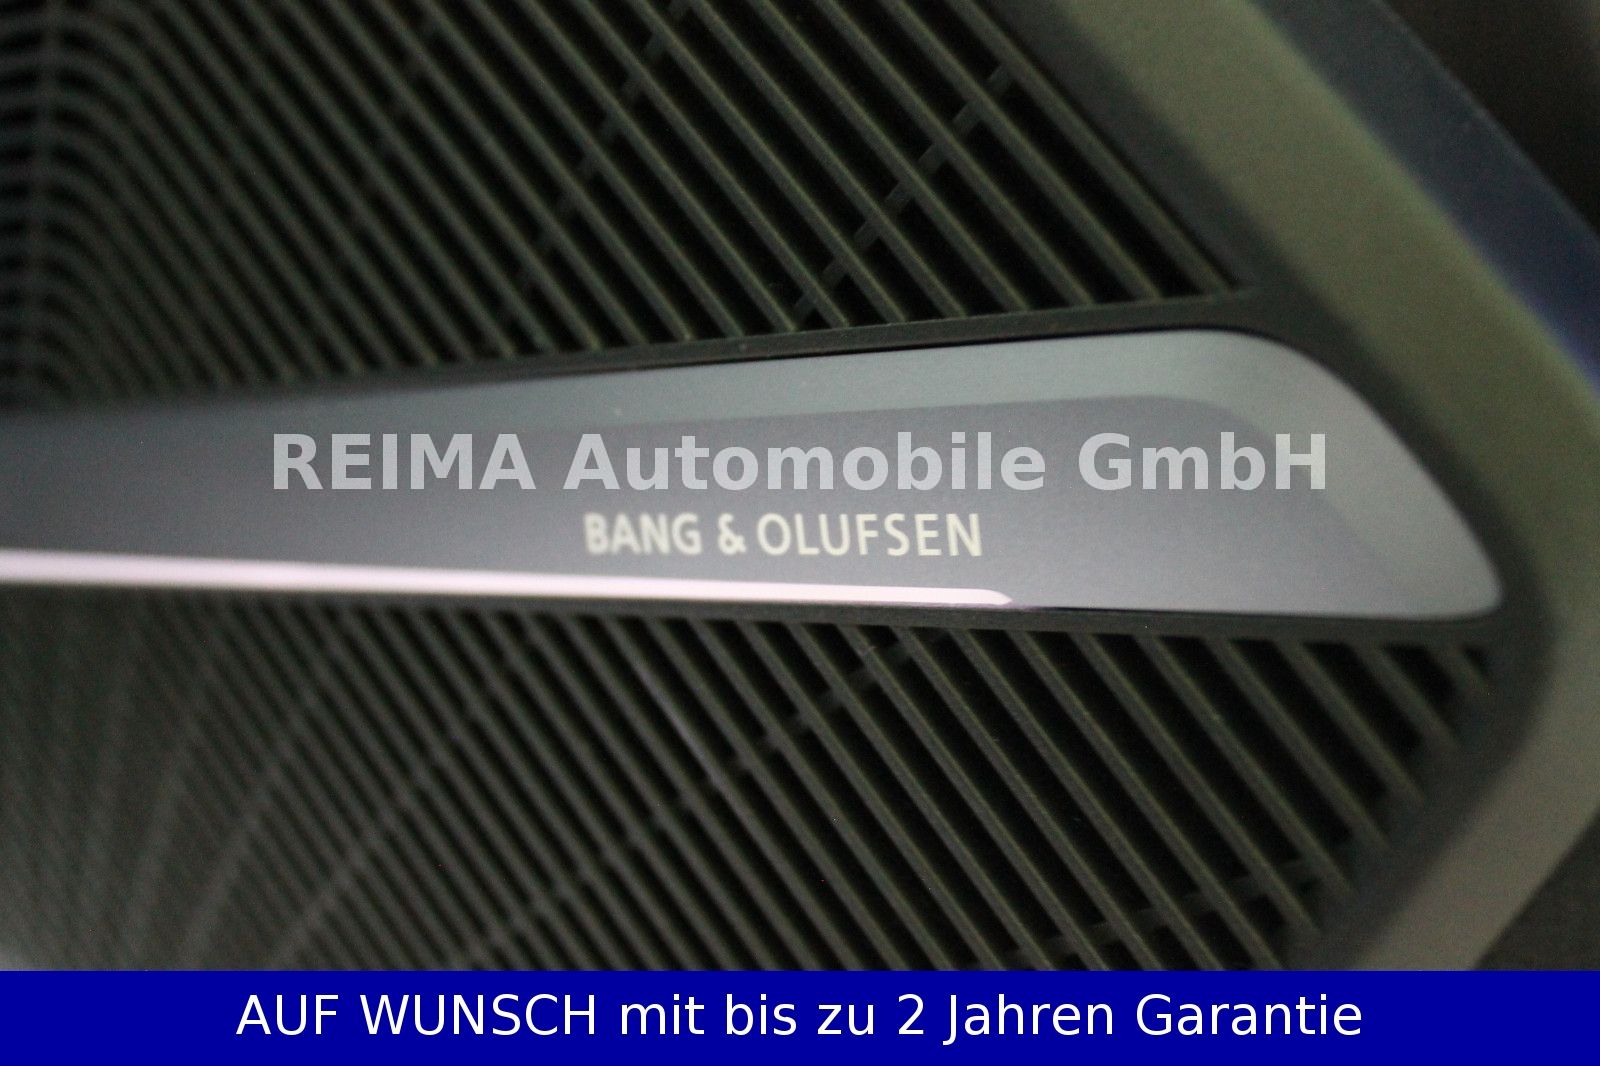 REIMA Automobile GmbH
BANG & OLUFSEN
AUF WUNSCH mit bis zu 2 Jahren Garantie